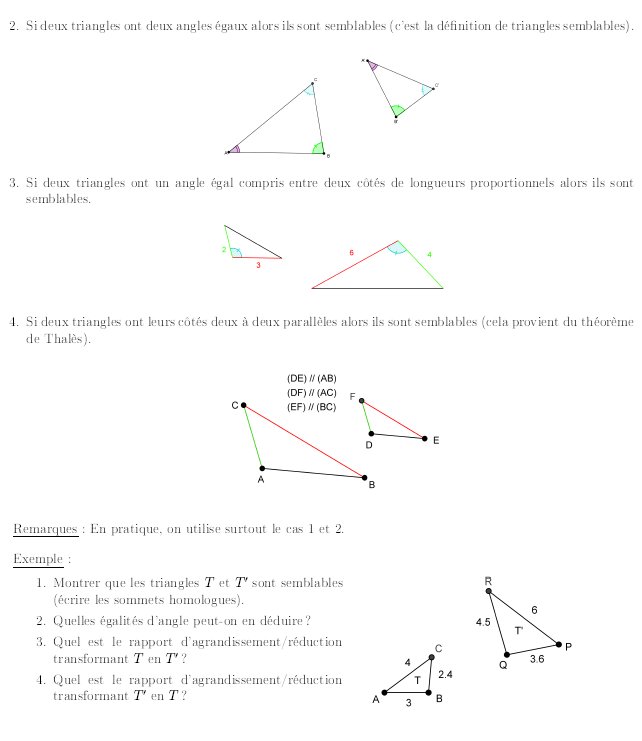 2. Si deux triangles ont deux angles égaux alors ils sont semblables (c'est la définition de triangles semblables).
C
A
B
A'
C'
B'
3. Si deux triangles ont un angle égal compris entre deux côtés de longueurs proportionnels alors ils sont
semblables.
2
3
6
4
4. Si deux triangles ont leurs côtés deux à deux parallèles alors ils sont semblables (cela provient du théorème
de Thalès).
(DE) // (AB)
(DF) // (AC)
(EF) // (BC)
C
A
B
F
D
E
Remarques : En pratique, on utilise surtout le cas 1 et 2.
Exemple :
1. Montrer que les triangles T et T' sont semblables
(écrire les sommets homologues).
2. Quelles égalités d'angle peut-on en déduire ?
3. Quel est le rapport d'agrandissement/réduction
transformant T en T' ?
4. Quel est le rapport d'agrandissement/réduction
transformant T' en T ?
R
6
4.5
T'
P
Q
3.6
C
4
T
2.4
A
3
B